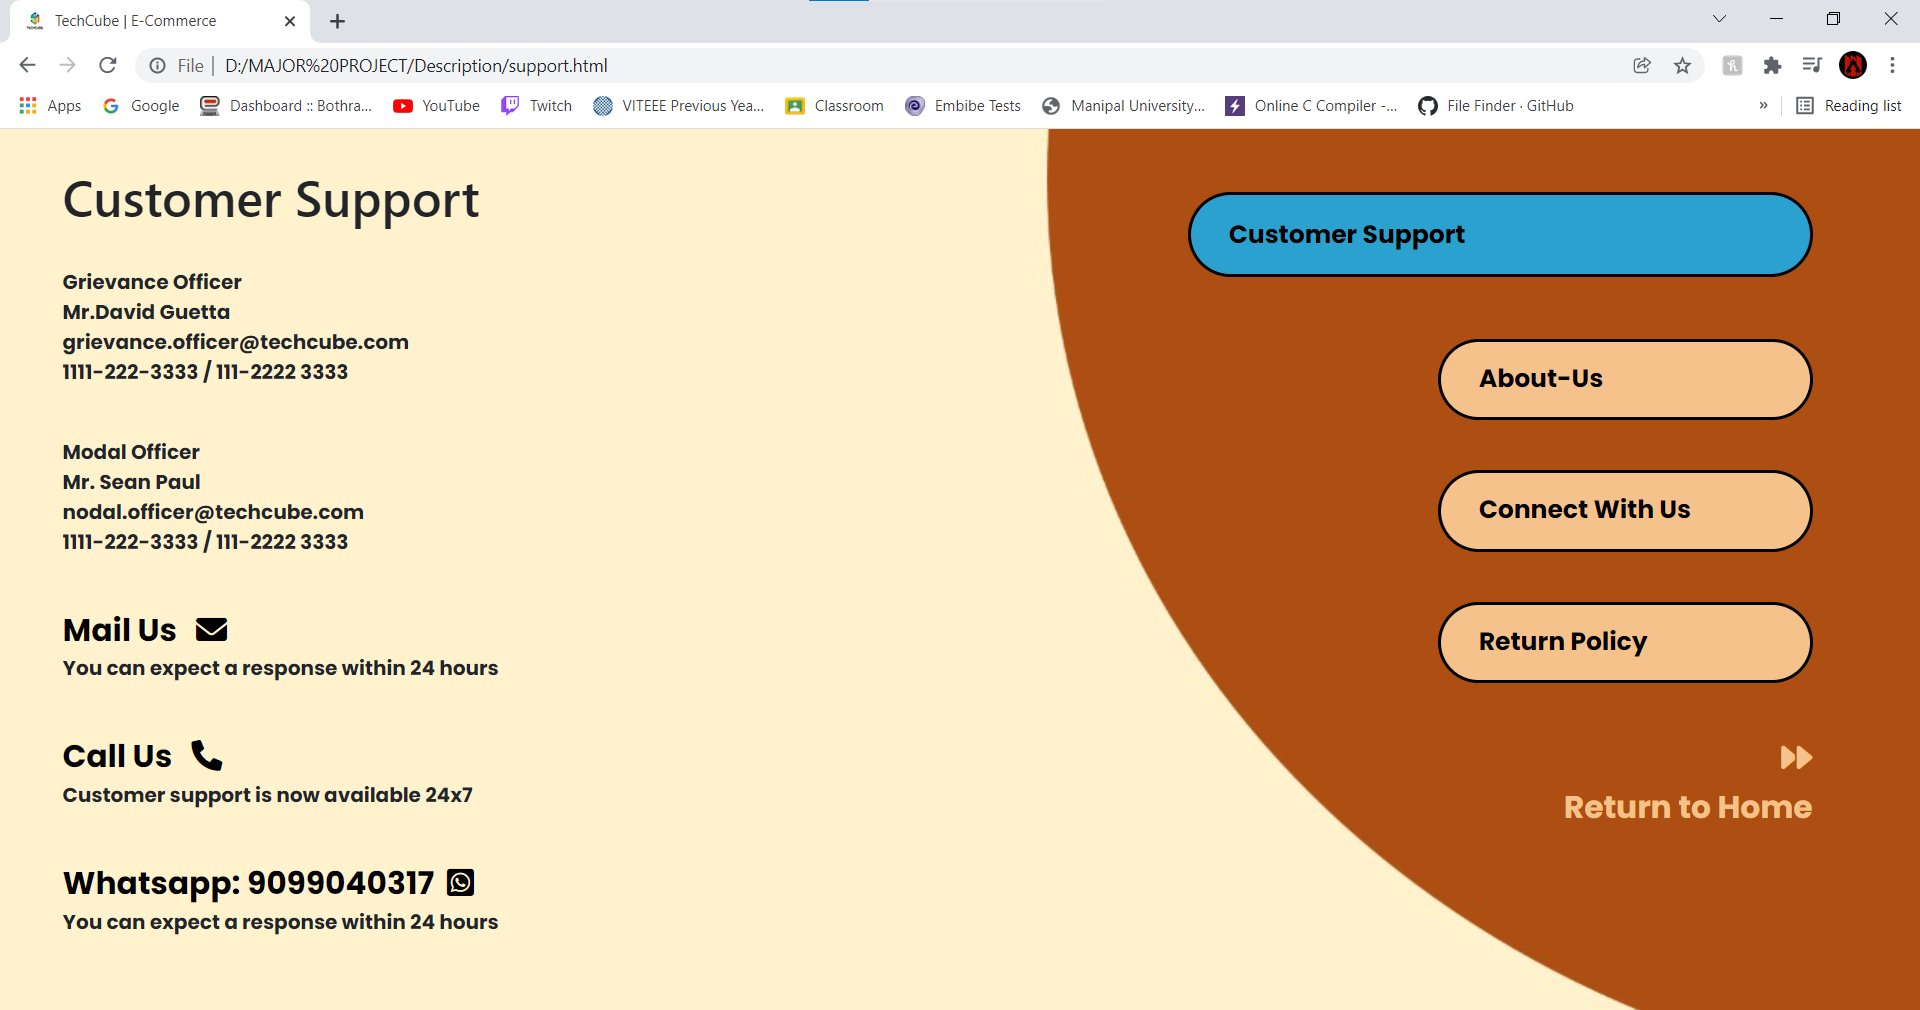 TechCube | E-Commerce
File | D:/MAJOR%20PROJECT/Description/support.html
Apps Google Dashboard :: Bothra... YouTube Twitch VITEEE Previous Yea... Classroom Embibe Tests Manipal University... Online C Compiler -... File Finder · GitHub » Reading list
Customer Support
Grievance Officer
Mr.David Guetta
grievance.officer@techcube.com
1111-222-3333 / 111-2222 3333
Modal Officer
Mr. Sean Paul
nodal.officer@techcube.com
1111-222-3333 / 111-2222 3333
Mail Us
You can expect a response within 24 hours
Call Us
Customer support is now available 24x7
Whatsapp: 9099040317
You can expect a response within 24 hours
Customer Support
About-Us
Connect With Us
Return Policy
Return to Home